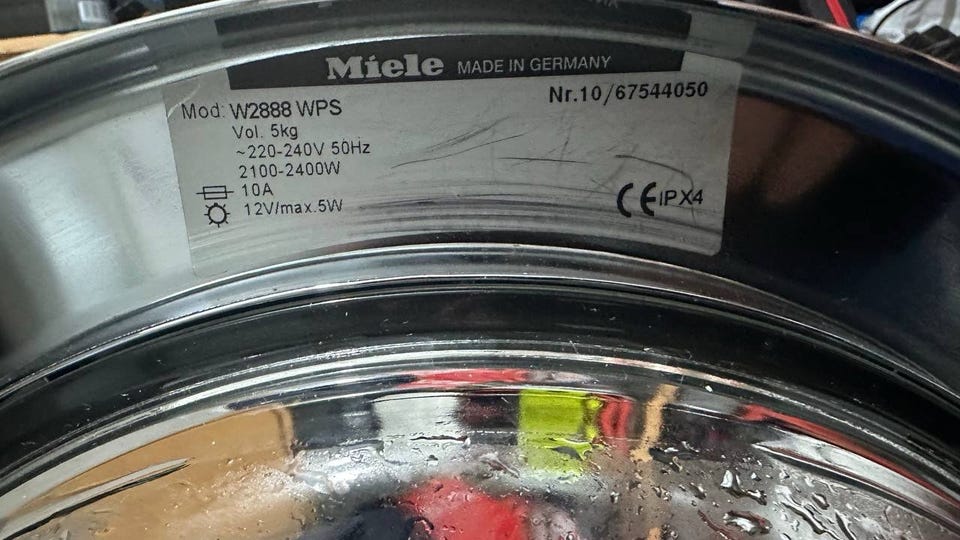 Miele MADE IN GERMANY
Mod: W2888 WPS
Nr.10/67544050
Vol. 5kg
~220-240V 50Hz
2100-2400W
10A
12V/max.5W
CE IPX4